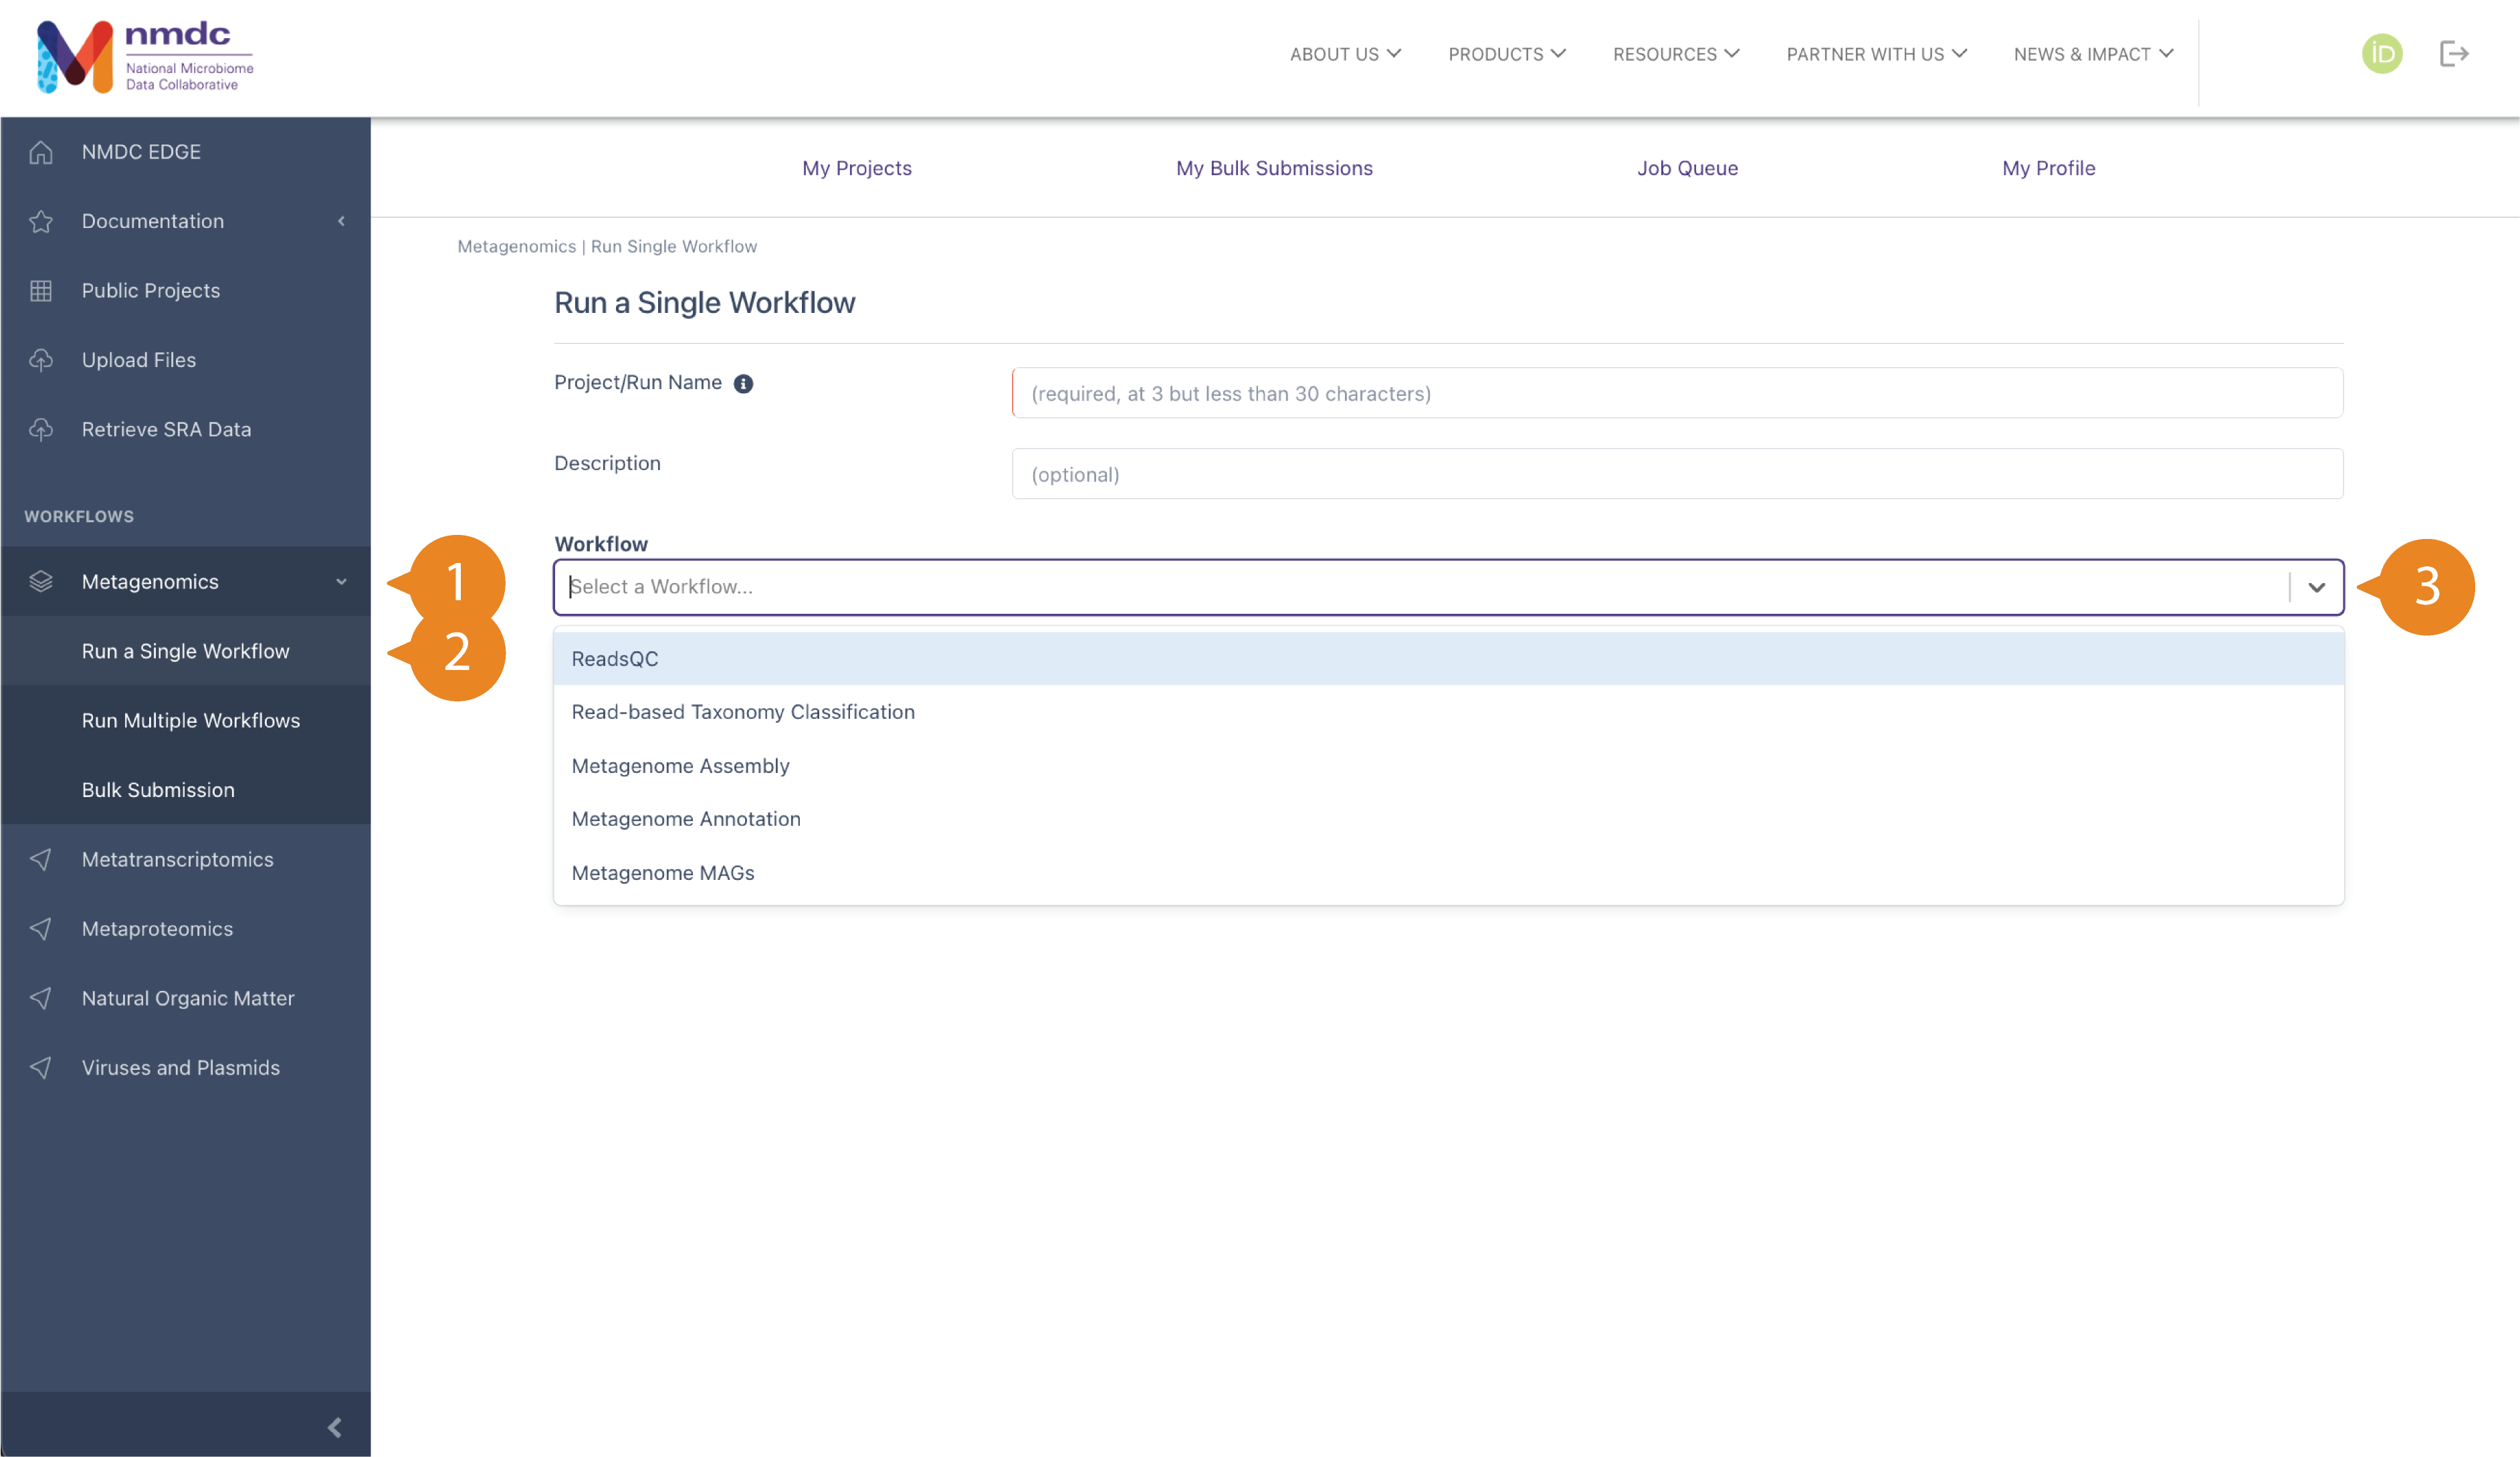 nmdc
National Microbiome
Data Collaborative
ABOUT US
PRODUCTS
RESOURCES
PARTNER WITH US
NEWS & IMPACT
iD
NMDC EDGE
Documentation
Public Projects
Upload Files
Retrieve SRA Data
WORKFLOWS
Metagenomics
Run a Single Workflow
Run Multiple Workflows
Bulk Submission
Metatranscriptomics
Metaproteomics
Natural Organic Matter
Viruses and Plasmids
1
2
My Projects
My Bulk Submissions
Job Queue
My Profile
Metagenomics | Run Single Workflow
Run a Single Workflow
Project/Run Name
(required, at 3 but less than 30 characters)
Description
(optional)
Workflow
Select a Workflow...
3
ReadsQC
Read-based Taxonomy Classification
Metagenome Assembly
Metagenome Annotation
Metagenome MAGs